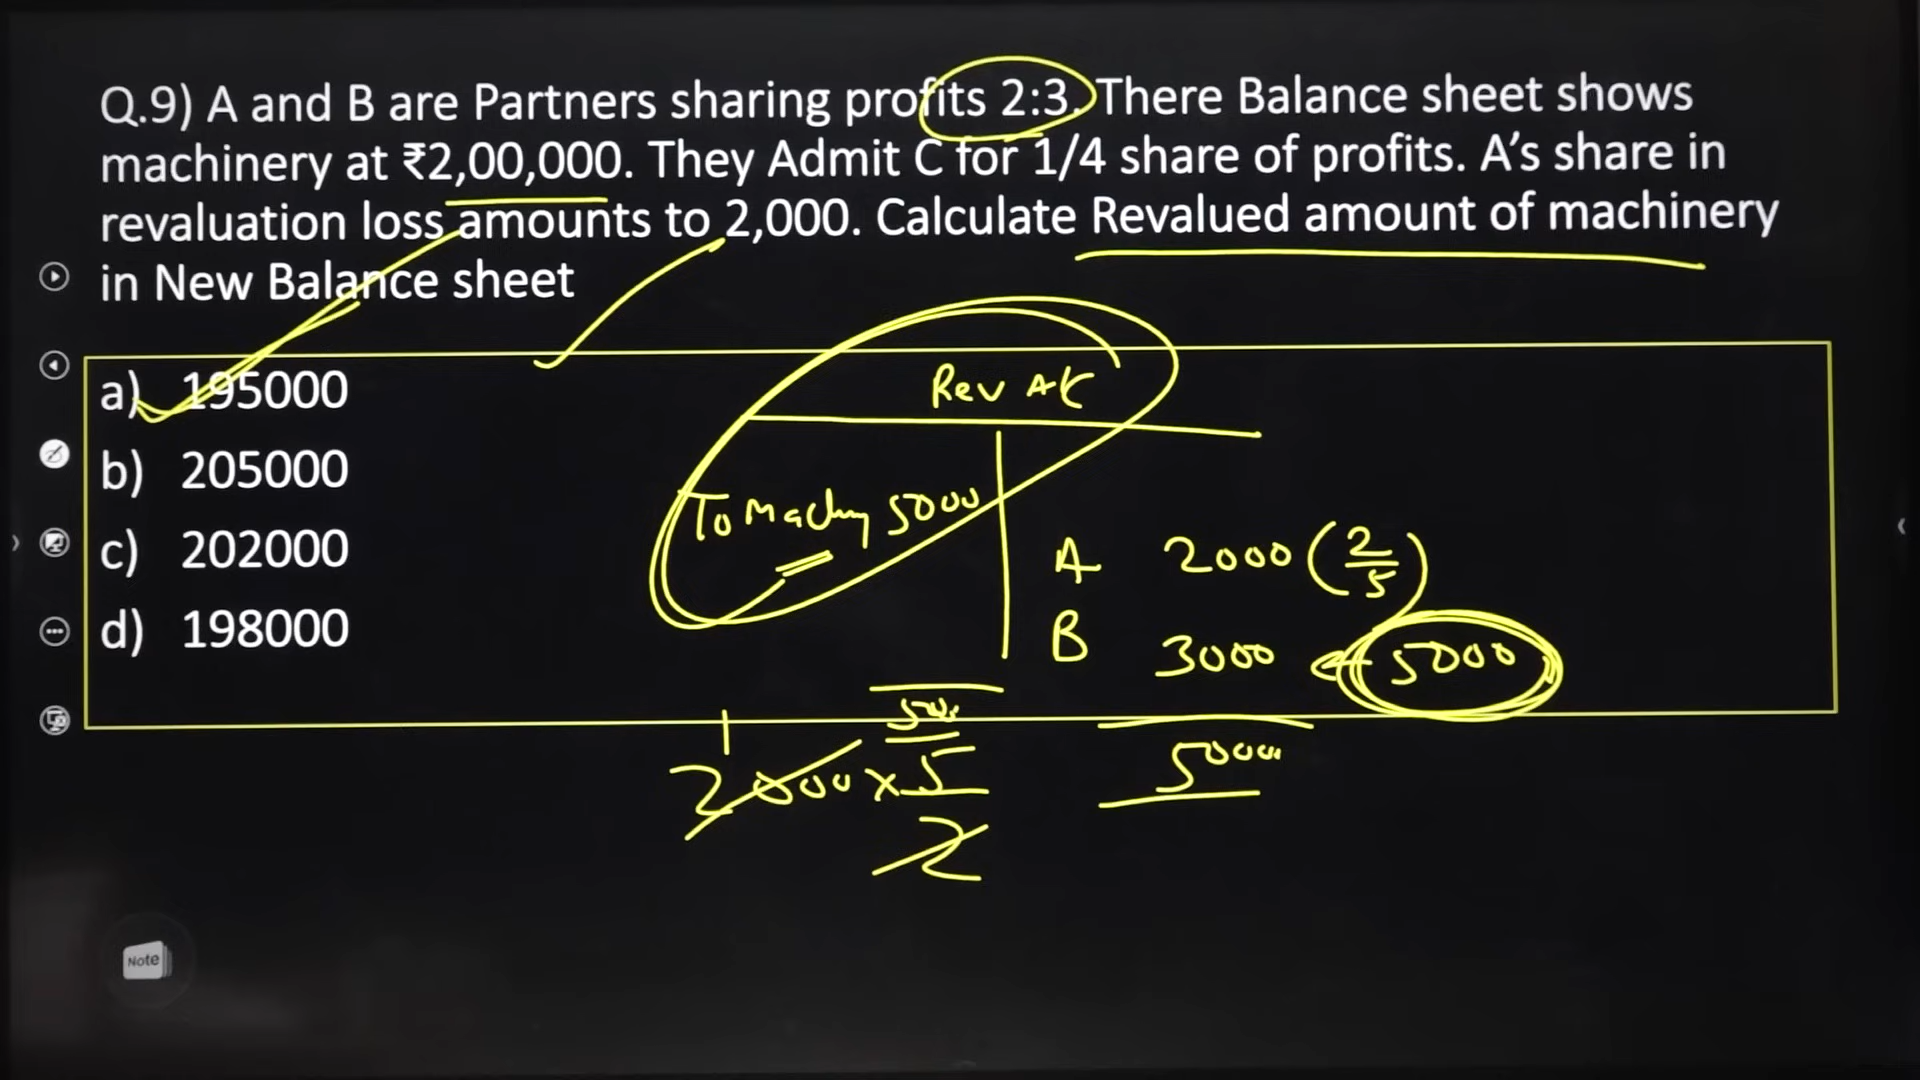 Q.9) A and B are Partners sharing profits 2:3. There Balance sheet shows
machinery at ₹2,00,000. They Admit C for 1/4 share of profits. A’s share in
revaluation loss amounts to 2,000. Calculate Revalued amount of machinery
in New Balance sheet
a) 195000
b) 205000
c) 202000
d) 198000
Rev A/c
To Machny 5000
A 2000 (2/5)
B 3000 5000
5000
1
2000 x 5/2
5000
Note